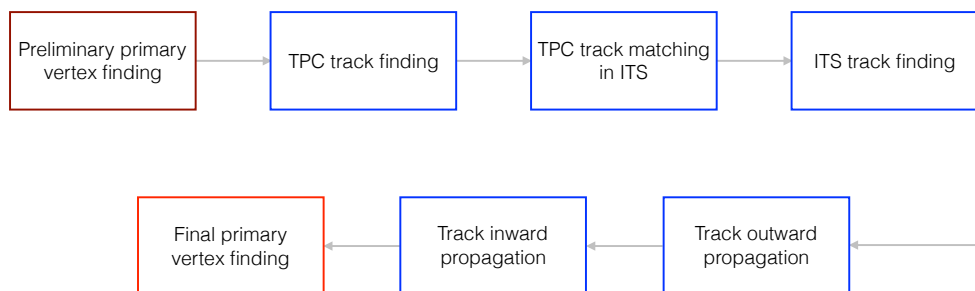 Preliminary primary
vertex finding
TPC track finding
TPC track matching
in ITS
ITS track finding
Final primary
vertex finding
Track inward
propagation
Track outward
propagation